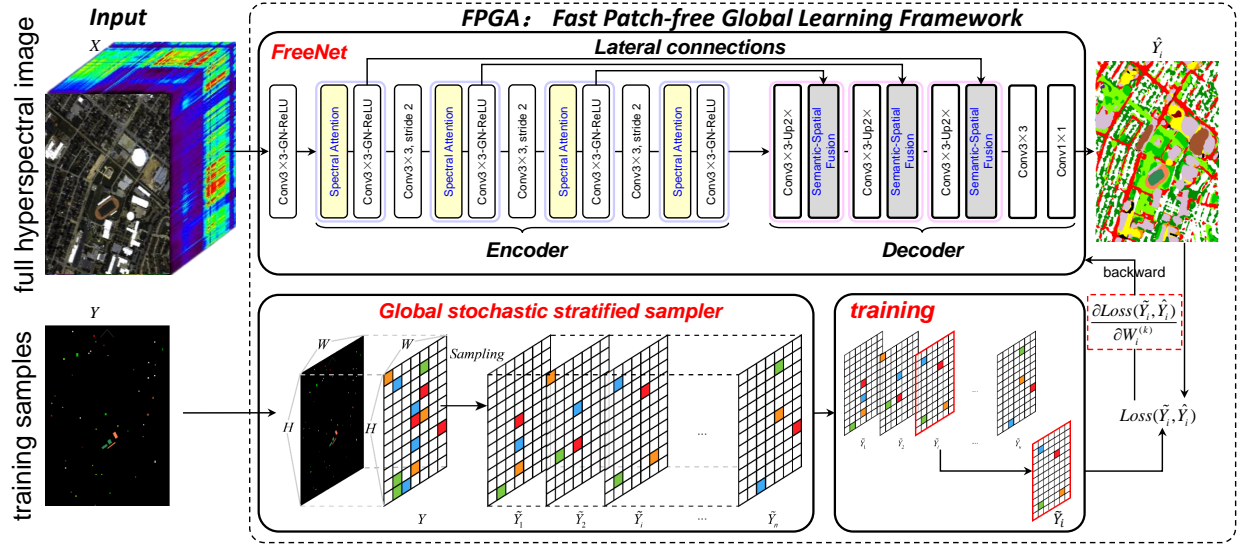 Input
FPGA： Fast Patch-free Global Learning Framework
full hyperspectral image
X
FreeNet
Lateral connections
Conv3×3-GN-ReLU
Spectral Attention
Conv3×3-GN-ReLU
Conv3×3, stride 2
Spectral Attention
Conv3×3-GN-ReLU
Conv3×3, stride 2
Spectral Attention
Conv3×3-GN-ReLU
Conv3×3, stride 2
Spectral Attention
Conv3×3-GN-ReLU
Conv3×3-Up2×
Semantic-Spatial
Fusion
Conv3×3-Up2×
Semantic-Spatial
Fusion
Conv3×3-Up2×
Semantic-Spatial
Fusion
Conv3×3
Conv1×1
Encoder
Decoder
Ŷ_i
backward
training samples
Y
Global stochastic stratified sampler
W
W
H
H
Sampling
...
Y
Ỹ_1
Ỹ_2
Ỹ_i
...
Ỹ_n
training
...
Ỹ_1
Ỹ_2
Ỹ_i
...
Ỹ_n
Ỹ_i
∂Loss(Ỹ_i,Ŷ_i)
∂W_i^(k)
Loss(Ỹ_i,Ŷ_i)